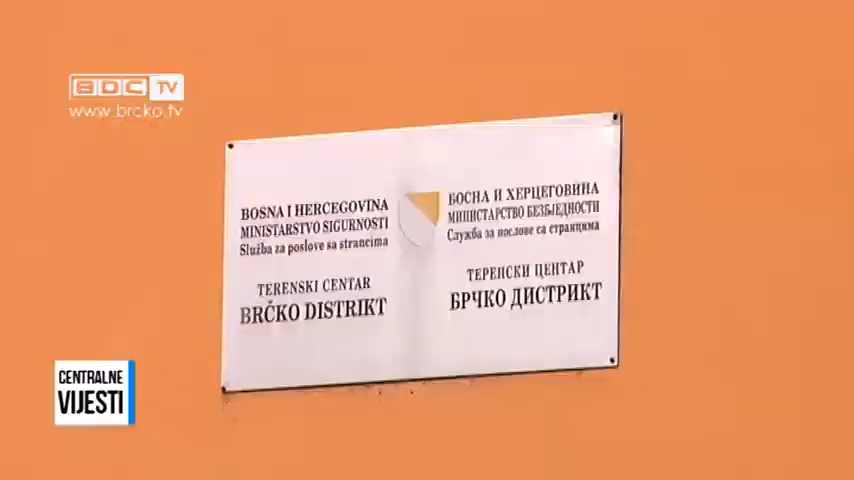 BDC TV
www.brcko.tv
BOSNA I HERCEGOVINA
MINISTARSTVO SIGURNOSTI
Služba za poslove sa strancima
TERENSKI CENTAR
BRČKO DISTRIKT
БОСНА И ХЕРЦЕГОВИНА
МИНИСТАРСТВО БЕЗБЈЕДНОСТИ
Служба за послове са странцима
ТЕРЕНСКИ ЦЕНТАР
БРЧКО ДИСТРИКТ
CENTRALNE
VIJESTI